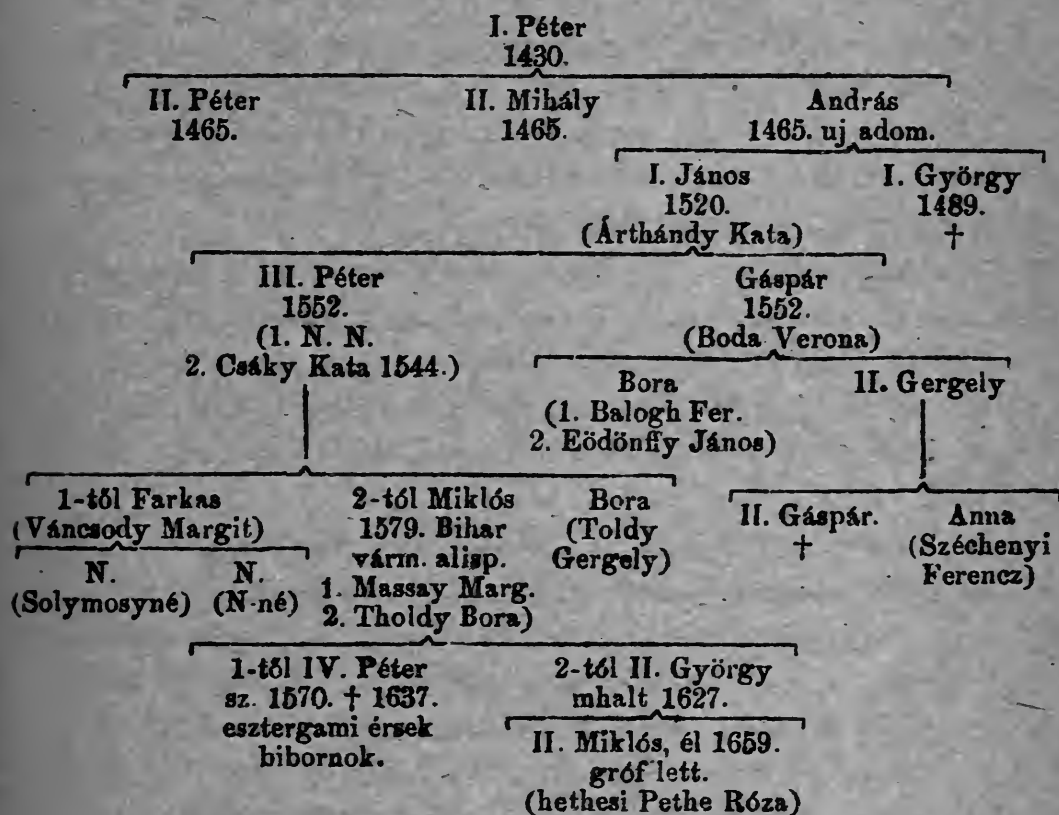 I. Péter
1430.
II. Péter II. Mihály András
1465. 1465. 1465. uj adom.
I. János I. György
1520. 1489.
(Árthándy Kata) †
III. Péter Gáspár
1552. 1552.
(1. N. N. (Boda Verona)
2. Csáky Kata 1544.)
Bora II. Gergely
(1. Balogh Fer.
2. Eödönffy János)
1-től Farkas 2-tól Miklós Bora
(Váncsody Margit) 1579. Bihar (Toldy
várm. alisp. Gergely)
II. Gáspár. Anna
† (Széchenyi
Ferencz)
N. N.
(Solymosyné) (N-né)
1. Massay Marg.
2. Tholdy Bora)
1-től IV. Péter 2-tól II. György
sz. 1570. † 1637. mhalt 1627.
esztergami érsek
bibornok.
II. Miklós, él 1659.
gróf lett.
(hethesi Pethe Róza)